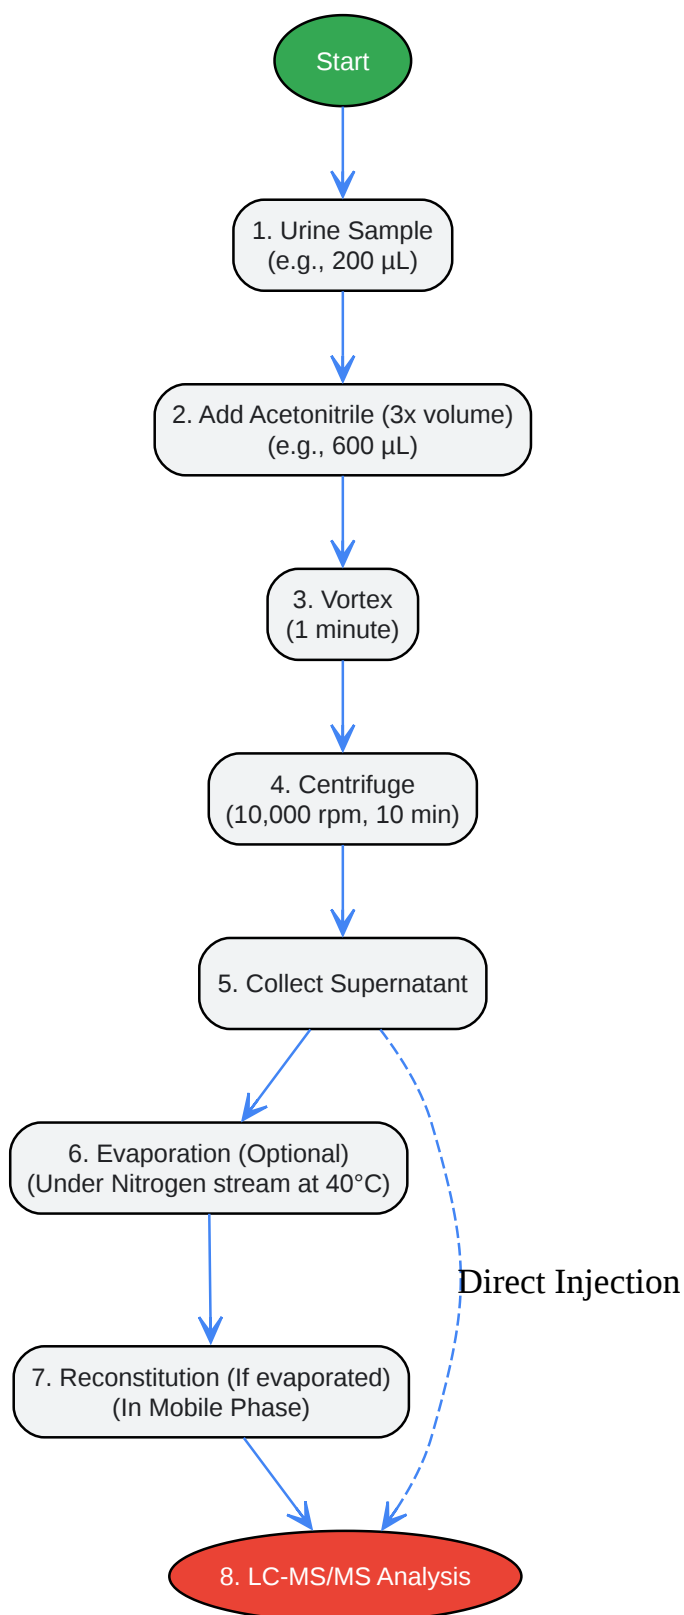 Start
1. Urine Sample
(e.g., 200 µL)
2. Add Acetonitrile (3x volume)
(e.g., 600 µL)
3. Vortex
(1 minute)
4. Centrifuge
(10,000 rpm, 10 min)
5. Collect Supernatant
6. Evaporation (Optional)
(Under Nitrogen stream at 40°C)
Direct Injection
7. Reconstitution (If evaporated)
(In Mobile Phase)
8. LC-MS/MS Analysis